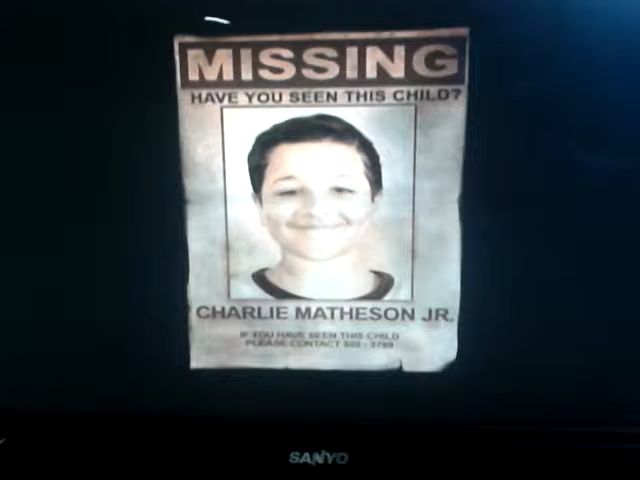 MISSING
HAVE YOU SEEN THIS CHILD?
CHARLIE MATHESON JR.
IF YOU HAVE SEEN THIS CHILD
PLEASE CONTACT
SANYO